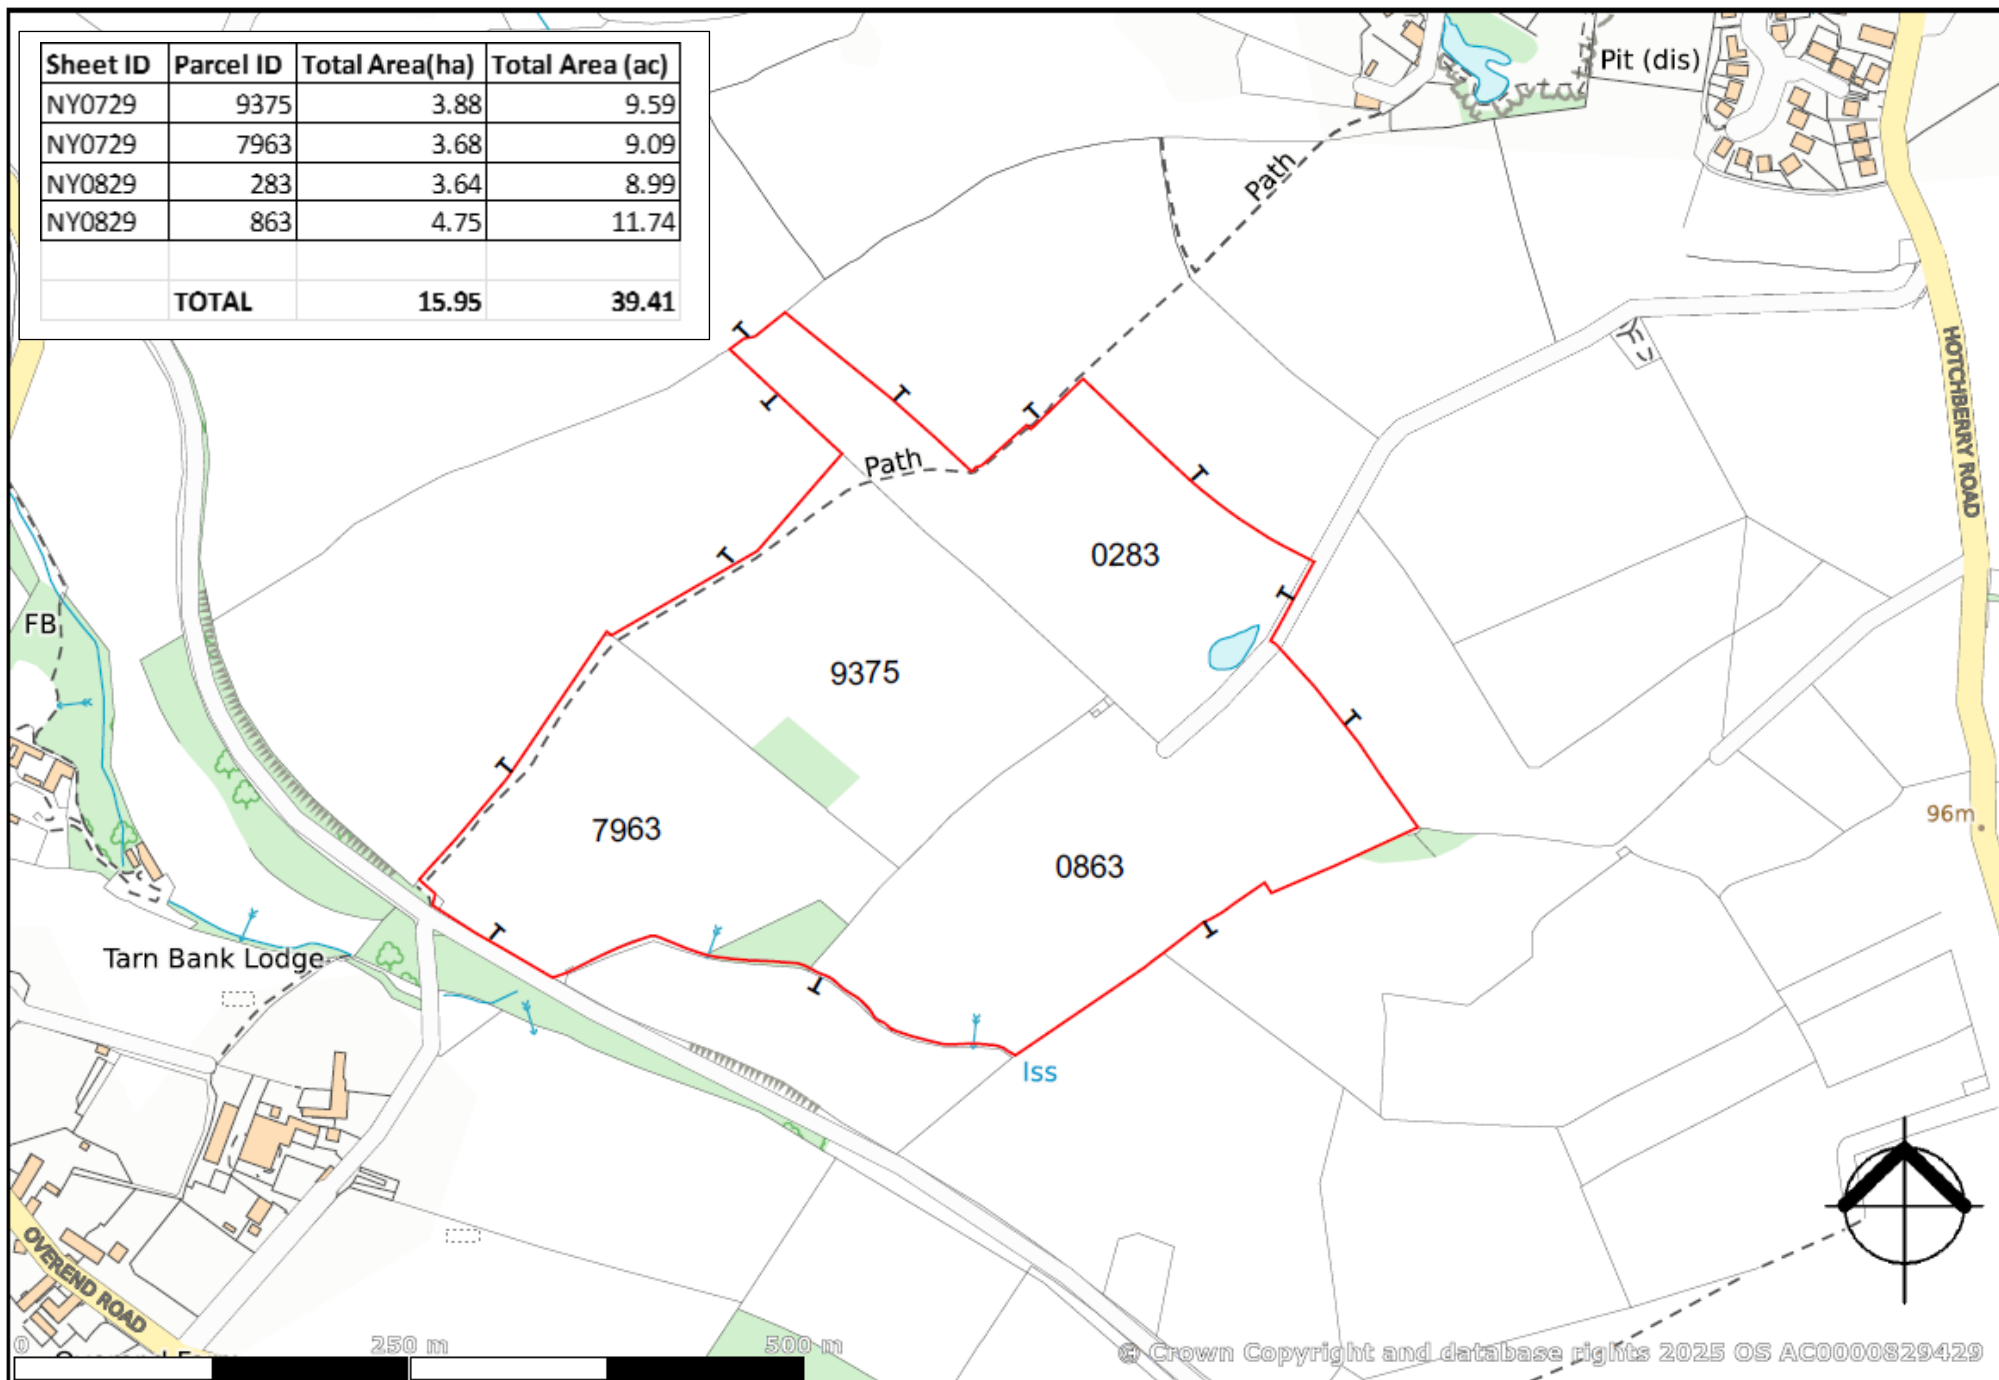 Sheet ID Parcel ID Total Area(ha) Total Area (ac)
NY0729 9375 3.88 9.59
NY0729 7963 3.68 9.09
NY0829 283 3.64 8.99
NY0829 863 4.75 11.74
TOTAL 15.95 39.41
Pit (dis)
Path
HOTCHBERRY ROAD
Path
0283
FB
9375
7963
0863
96m
Tarn Bank Lodge
Iss
OVEREND ROAD
0 250 m 500 m
© Crown Copyright and database rights 2025 OS AC0000829429